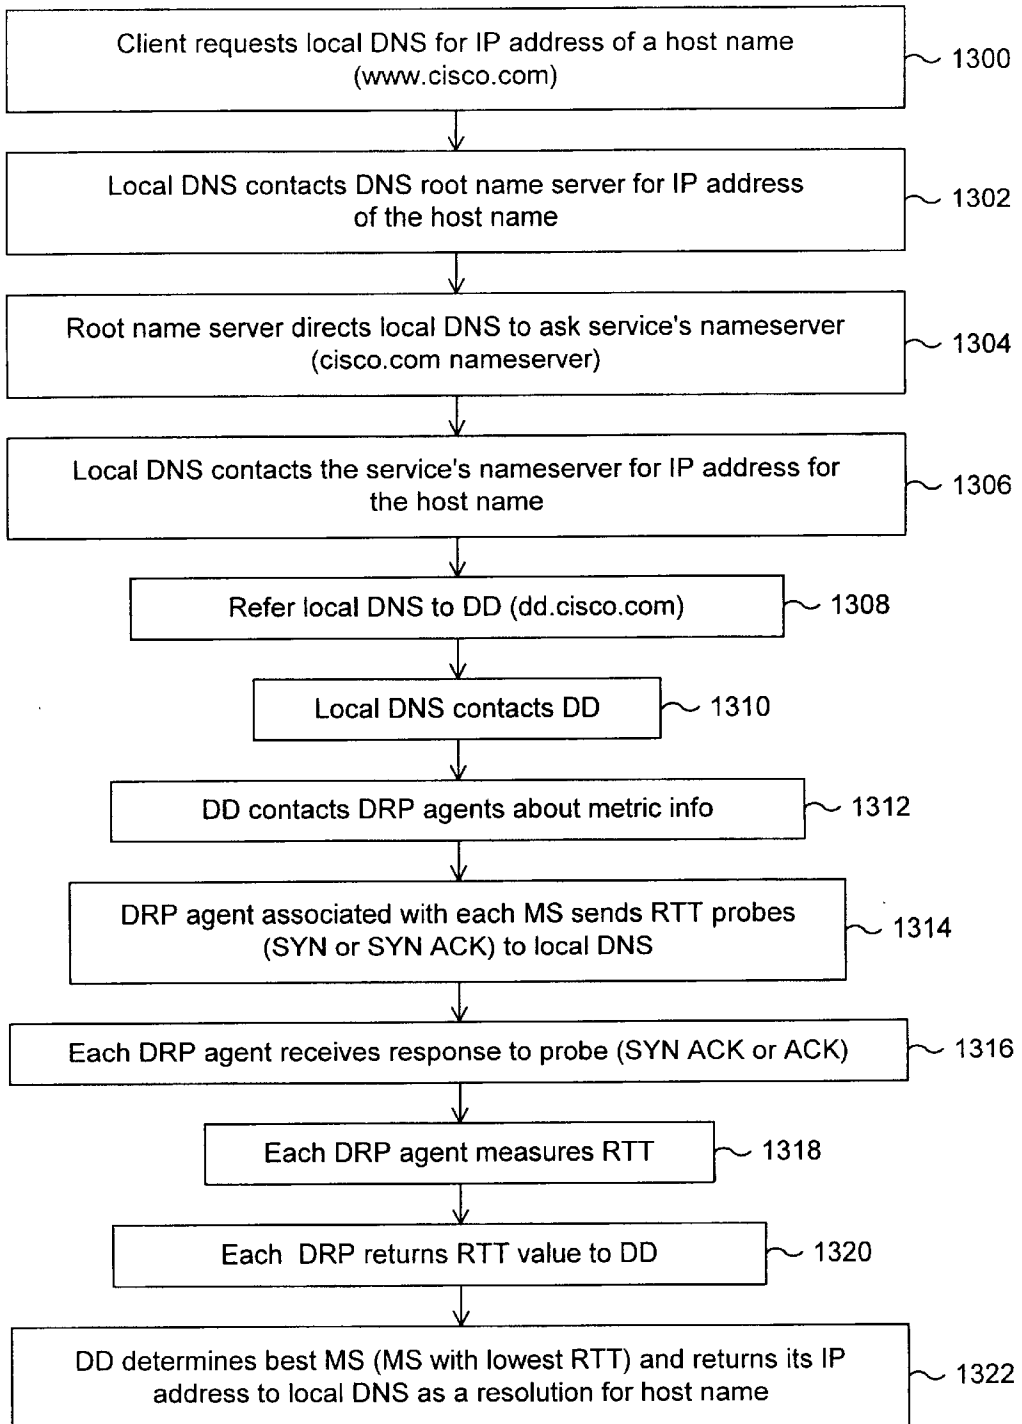 Client requests local DNS for IP address of a host name
(www.cisco.com)
1300
Local DNS contacts DNS root name server for IP address
of the host name
1302
Root name server directs local DNS to ask service's nameserver
(cisco.com nameserver)
1304
Local DNS contacts the service's nameserver for IP address for
the host name
1306
Refer local DNS to DD (dd.cisco.com)
1308
Local DNS contacts DD
1310
DD contacts DRP agents about metric info
1312
DRP agent associated with each MS sends RTT probes
(SYN or SYN ACK) to local DNS
1314
Each DRP agent receives response to probe (SYN ACK or ACK)
1316
Each DRP agent measures RTT
1318
Each DRP returns RTT value to DD
1320
DD determines best MS (MS with lowest RTT) and returns its IP
address to local DNS as a resolution for host name
1322